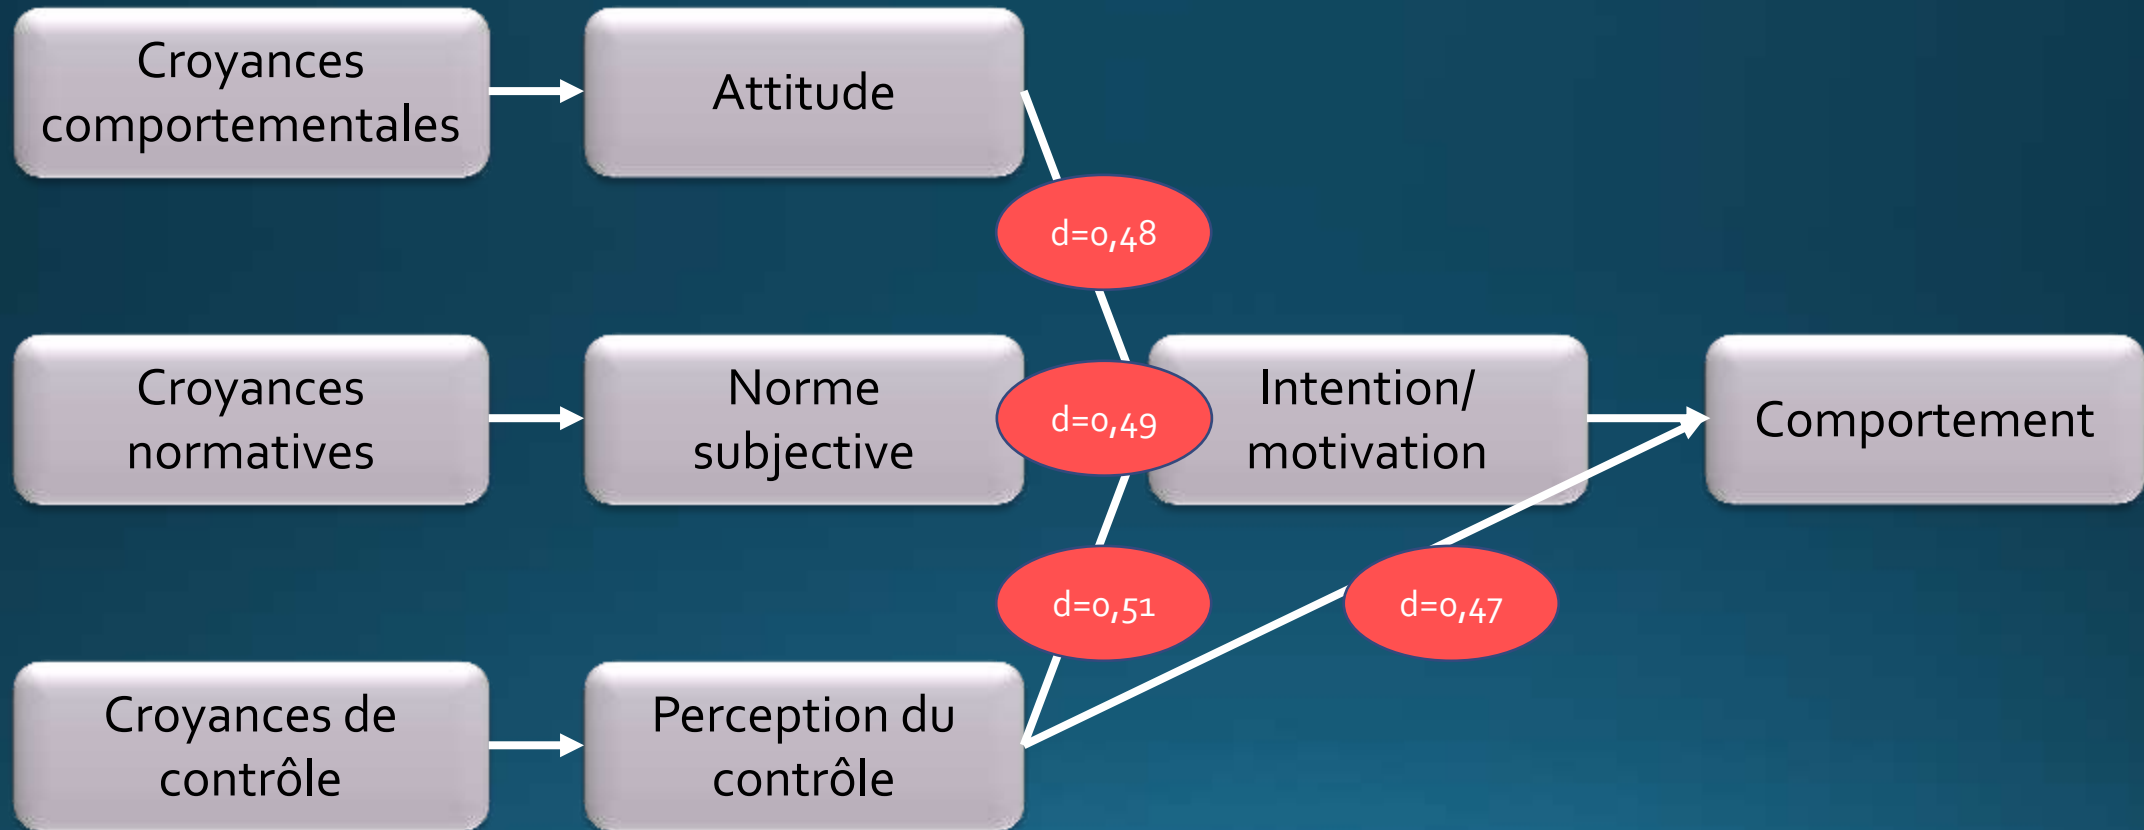 Croyances
comportementales
Attitude
d=0,48
Croyances
normatives
Norme
subjective
d=0,49
Intention/
motivation
Comportement
d=0,51
d=0,47
Croyances de
contrôle
Perception du
contrôle